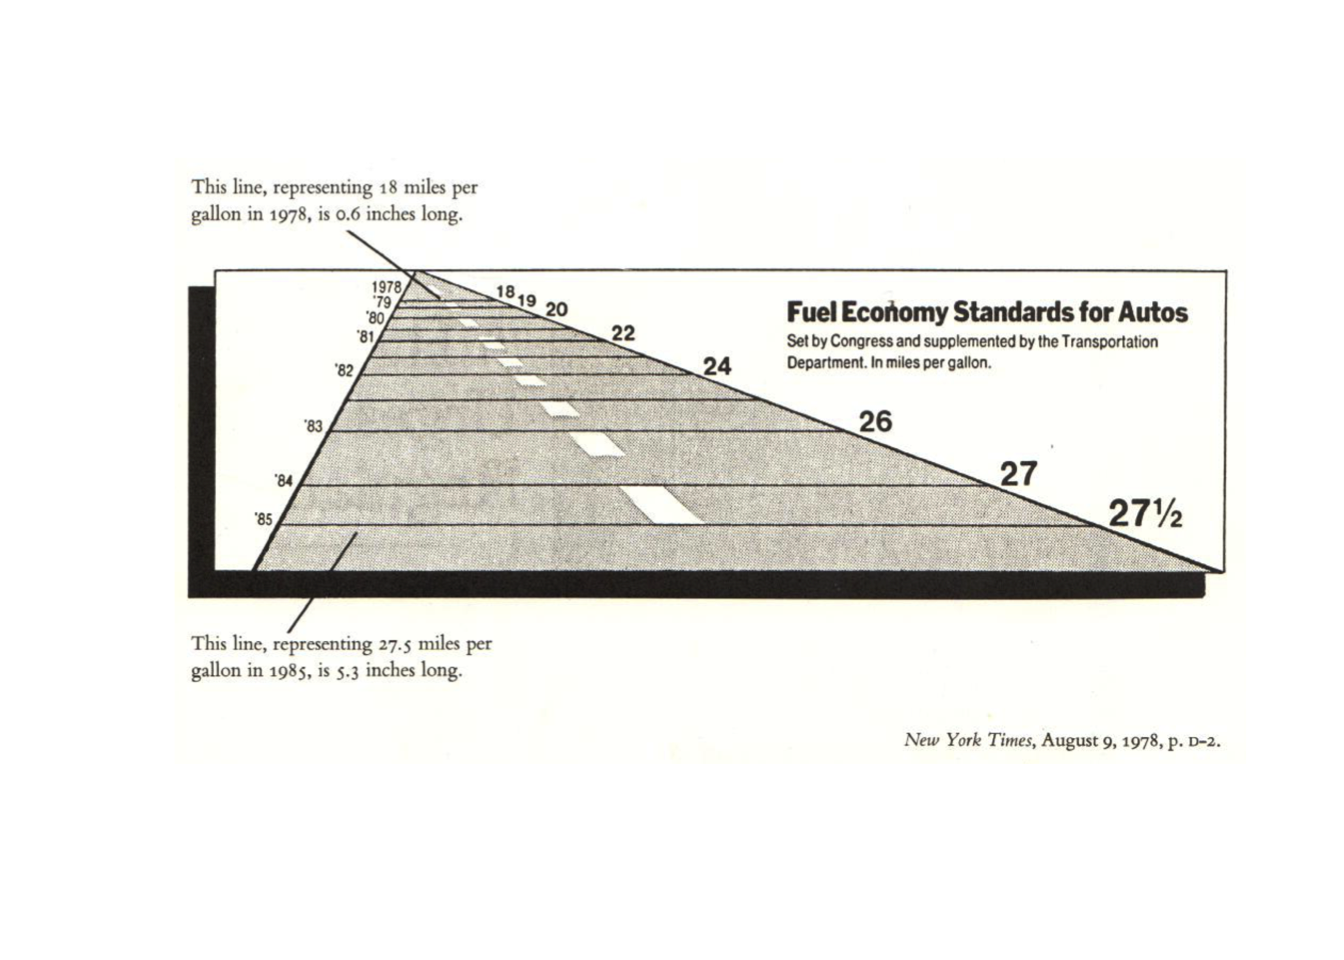 This line, representing 18 miles per
gallon in 1978, is 0.6 inches long.
1978
'79
'80
'81
'82
'83
'84
'85
18
19
20
22
24
26
27
27½
Fuel Economy Standards for Autos
Set by Congress and supplemented by the Transportation
Department. In miles per gallon.
This line, representing 27.5 miles per
gallon in 1985, is 5.3 inches long.
New York Times, August 9, 1978, p. D-2.